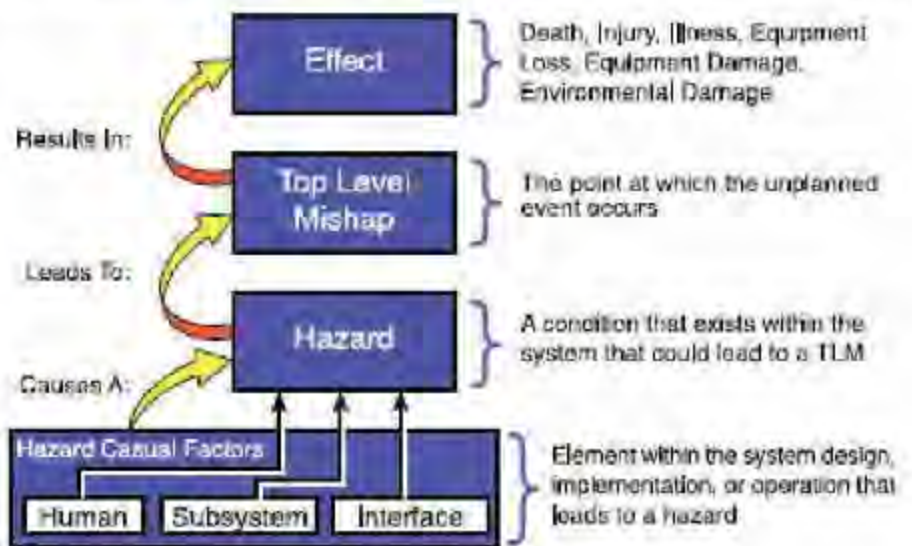 Effect
Death, Injury, Illness, Equipment
Loss, Equipment Damage,
Environmental Damage
Results In:
Top Level
Mishap
The point at which the unplanned
event occurs
Leads To:
Hazard
A condition that exists within the
system that could lead to a TLM
Causes A:
Hazard Casual Factors
Human
Subsystem
Interface
Element within the system design,
implementation, or operation that
leads to a hazard